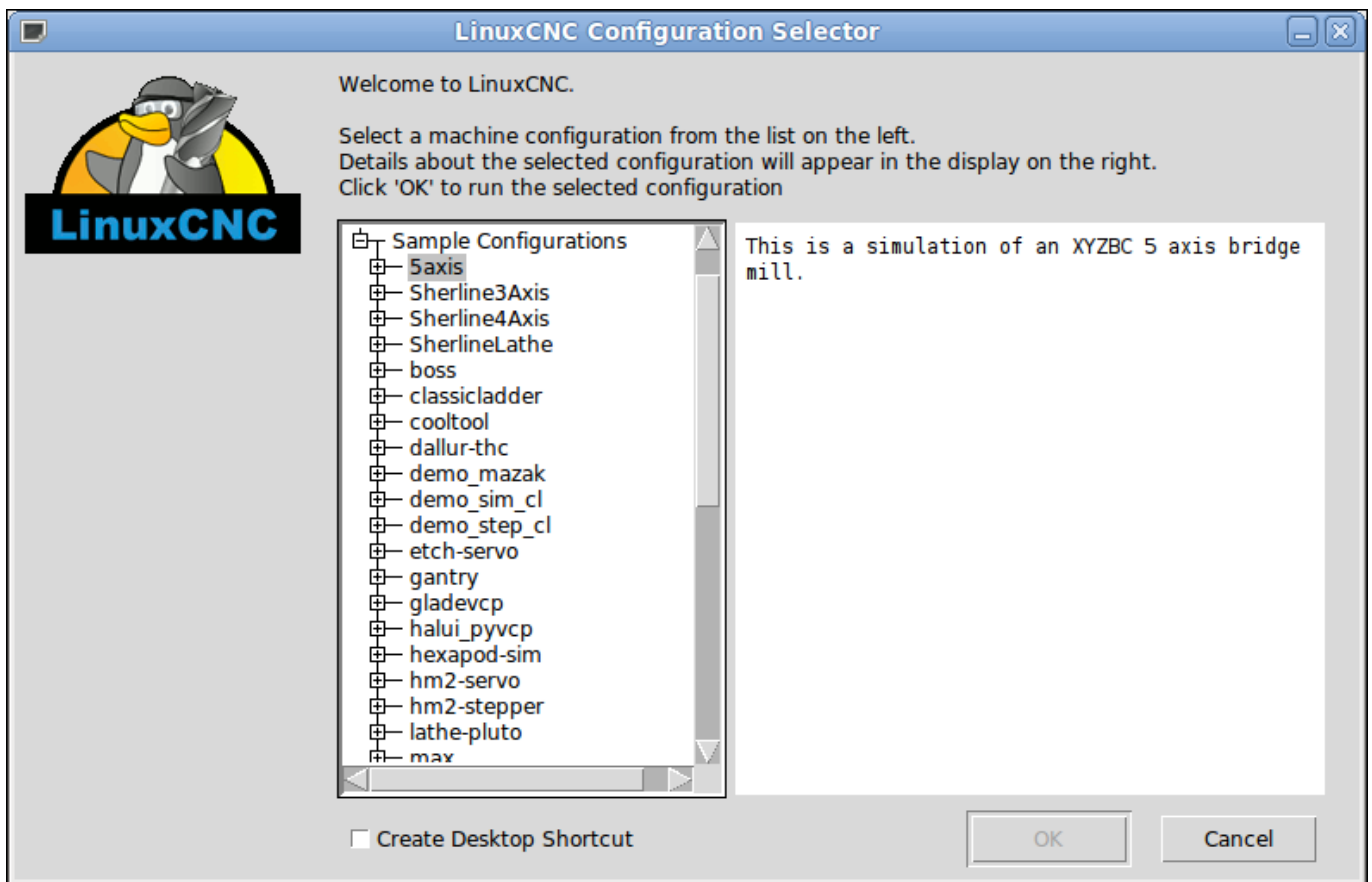 LinuxCNC Configuration Selector
LinuxCNC
Welcome to LinuxCNC.
Select a machine configuration from the list on the left.
Details about the selected configuration will appear in the display on the right.
Click 'OK' to run the selected configuration
Sample Configurations
5axis
Sherline3Axis
Sherline4Axis
SherlineLathe
boss
classicladder
cooltool
dallur-thc
demo_mazak
demo_sim_cl
demo_step_cl
etch-servo
gantry
gladevcp
halui_pyvcp
hexapod-sim
hm2-servo
hm2-stepper
lathe-pluto
max
This is a simulation of an XYZBC 5 axis bridge
mill.
Create Desktop Shortcut
OK
Cancel